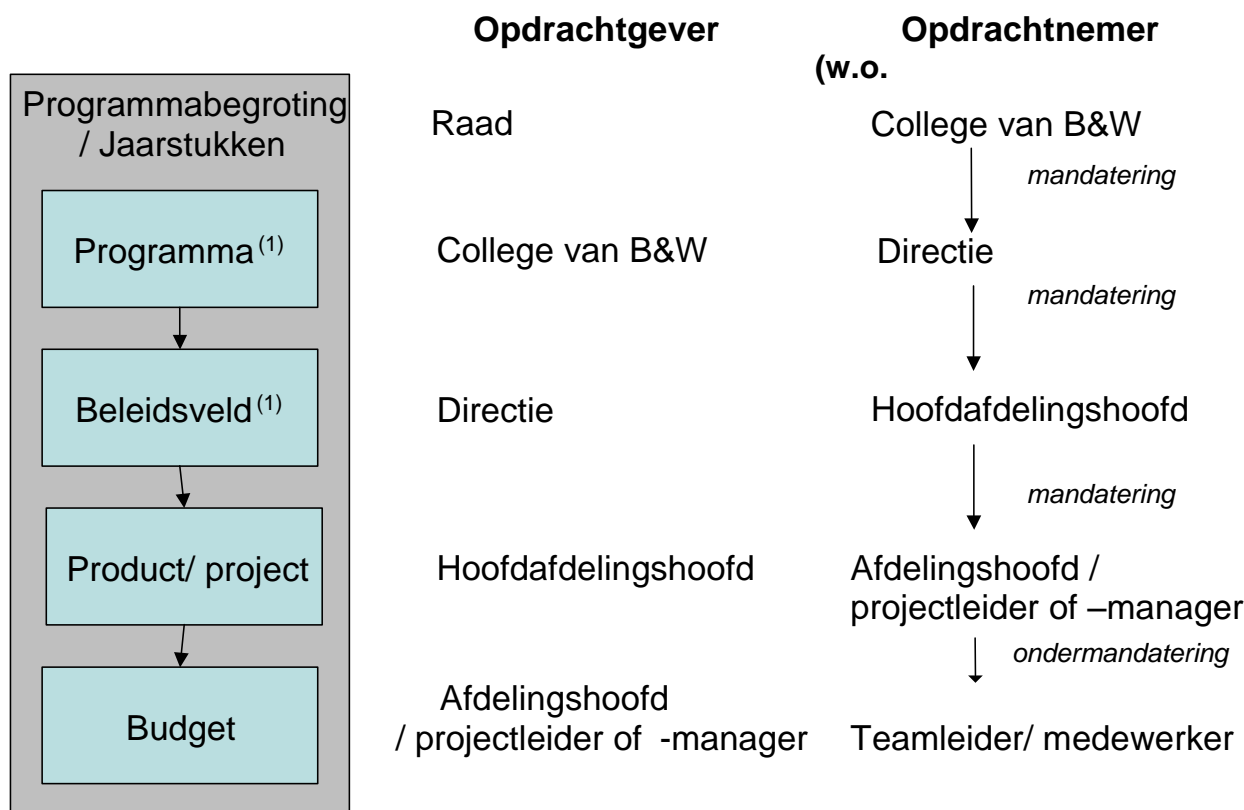 Opdrachtgever
Opdrachtnemer
(w.o.
Programmabegroting
/ Jaarstukken
Raad
College van B&W
mandatering
Programma (1)
College van B&W
Directie
mandatering
Beleidsveld (1)
Directie
Hoofdafdelingshoofd
mandatering
Product/ project
Hoofdafdelingshoofd
Afdelingshoofd /
projectleider of –manager
ondermandatering
Budget
Afdelingshoofd
/ projectleider of -manager
Teamleider/ medewerker